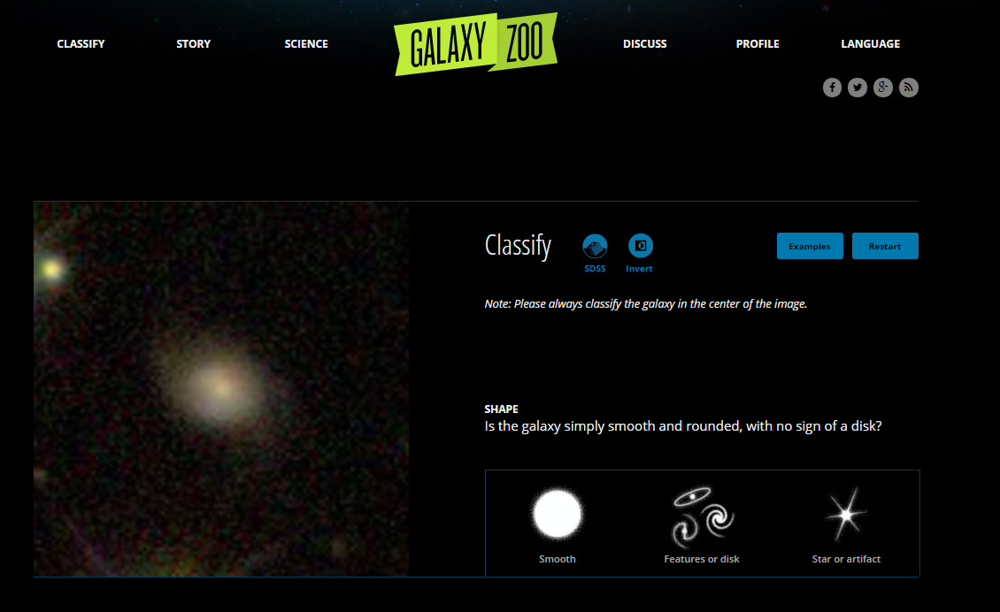 CLASSIFY STORY SCIENCE GALAXY ZOO DISCUSS PROFILE LANGUAGE
Classify
SDSS Invert
Examples Restart
Note: Please always classify the galaxy in the center of the image.
SHAPE
Is the galaxy simply smooth and rounded, with no sign of a disk?
Smooth Features or disk Star or artifact